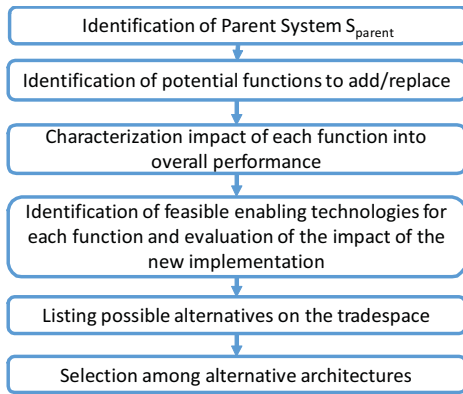 Identification of Parent System Sparent
Identification of potential functions to add/replace
Characterization impact of each function into
overall performance
Identification of feasible enabling technologies for
each function and evaluation of the impact of the
new implementation
Listing possible alternatives on the tradespace
Selection among alternative architectures